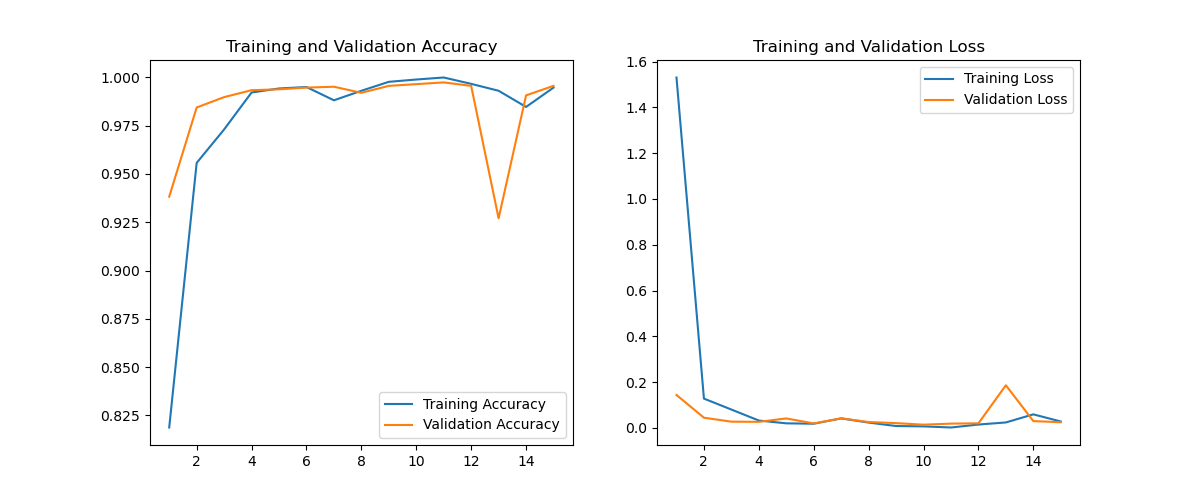 Training and Validation Accuracy
1.000
0.975
0.950
0.925
0.900
0.875
0.850
0.825
Training Accuracy
Validation Accuracy
2 4 6 8 10 12 14
Training and Validation Loss
1.6
1.4
1.2
1.0
0.8
0.6
0.4
0.2
0.0
Training Loss
Validation Loss
2 4 6 8 10 12 14